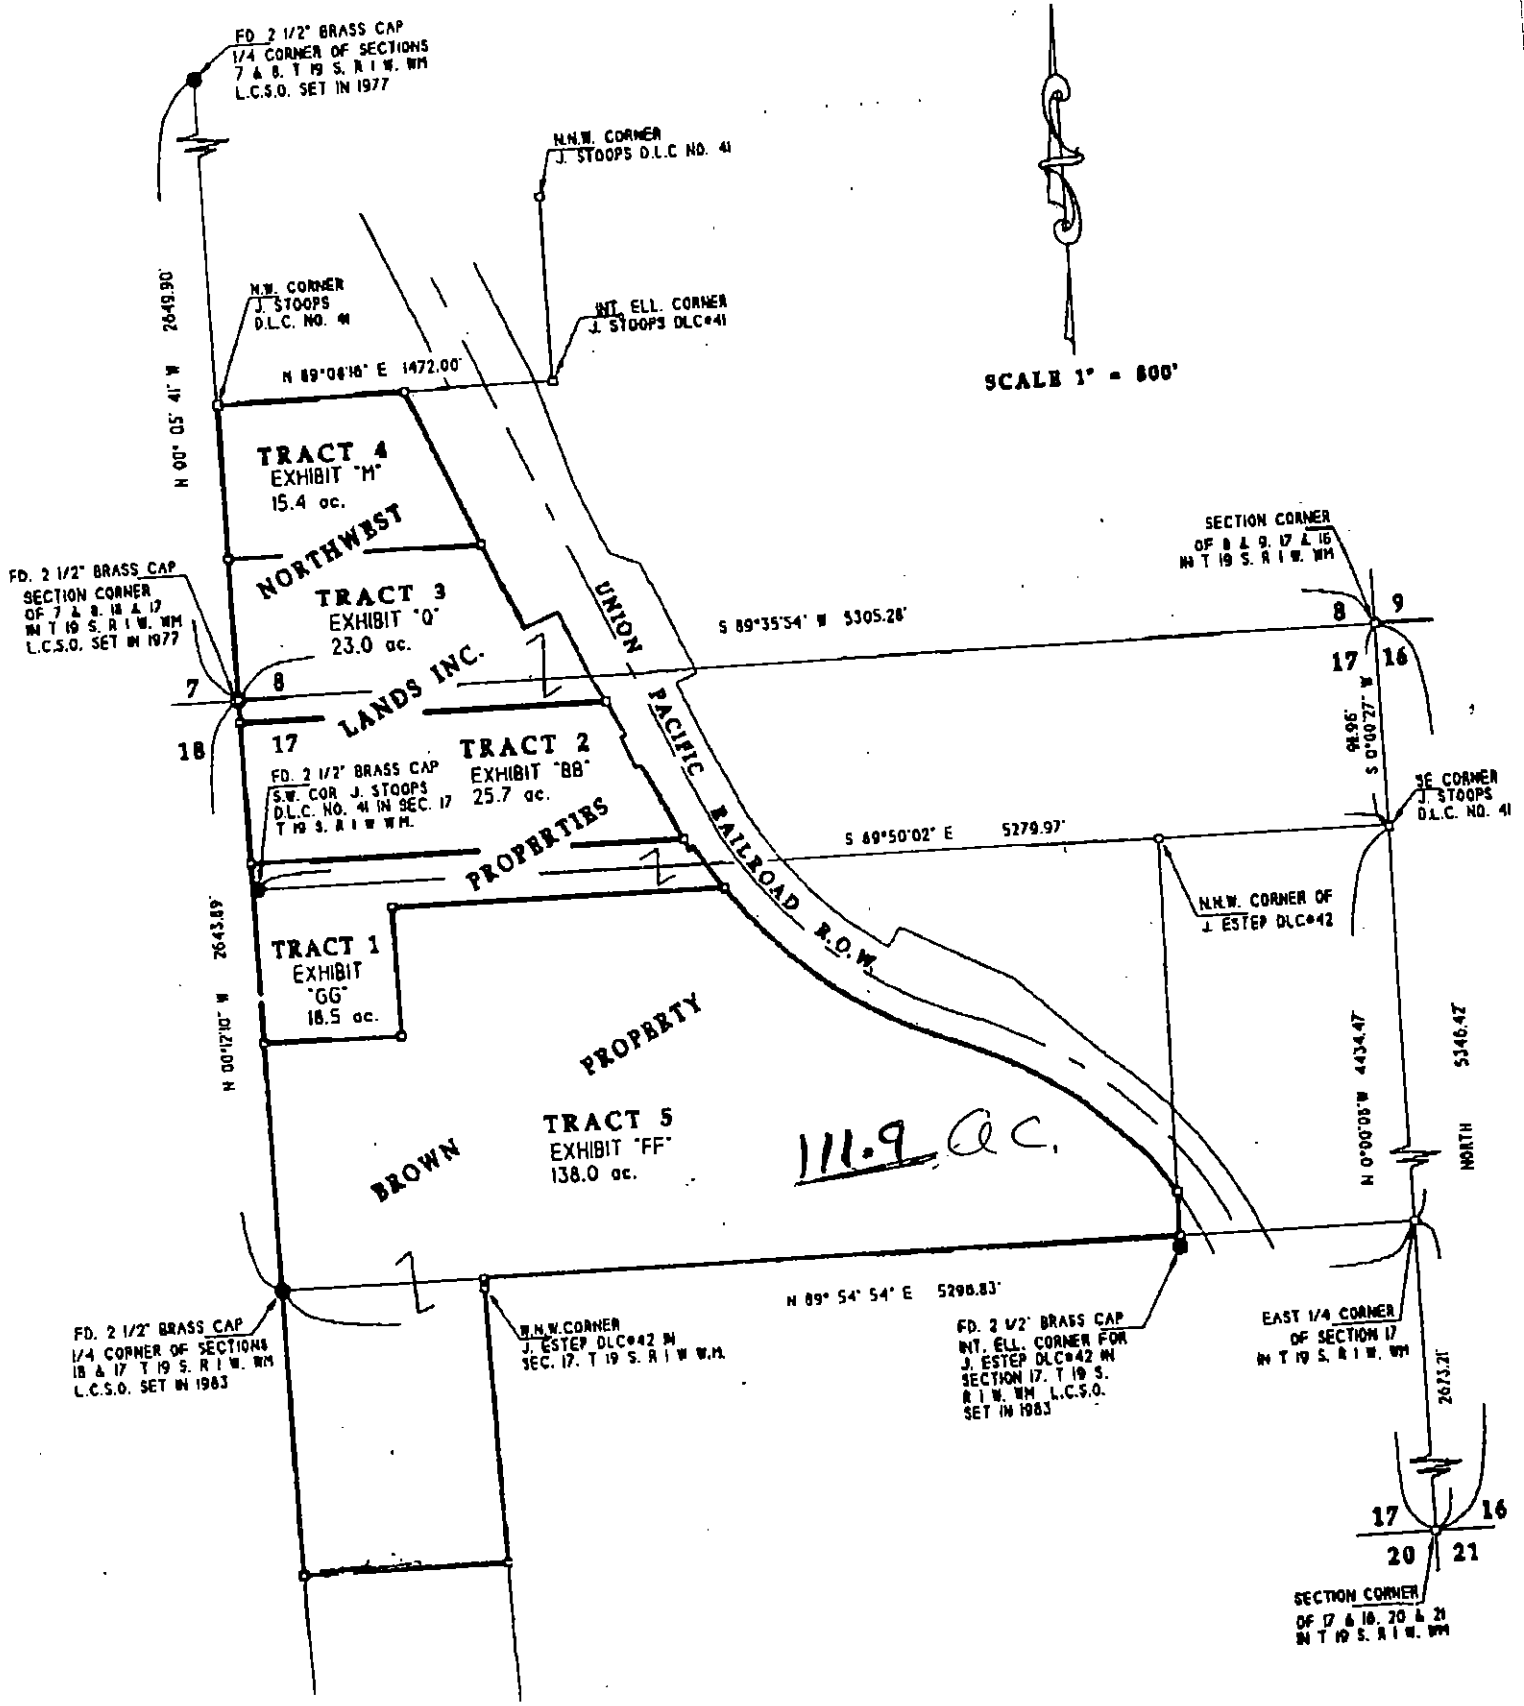 FD 2 1/2" BRASS CAP
1/4 CORNER OF SECTIONS
7 & 8, T 19 S, R 1 W, WM
L.C.S.O. SET IN 1977
N.N.W. CORNER
J. STOOPS D.L.C NO. 41
N.W. CORNER
J. STOOPS
D.L.C. NO. 41
INT. ELL. CORNER
J. STOOPS DLC#41
N 00° 05' 41" W 2649.90'
N 89°08'16" E 1472.00'
SCALE 1" = 800'
TRACT 4
EXHIBIT "M"
15.4 ac.
NORTHWEST
SECTION CORNER
OF 8 & 9, 17 & 16
IN T 19 S. R 1 W. WM
FD. 2 1/2" BRASS CAP
SECTION CORNER
OF 7 & 8, 18 & 17
IN T 19 S. R 1 W. WM
L.C.S.O. SET IN 1977
TRACT 3
EXHIBIT "Q"
23.0 ac.
UNION
PACIFIC
RAILROAD R.O.W.
S 89°35'54" W 5305.28'
8 9
17 16
7 8
18 17
LANDS INC.
S 0°00'27" W
TRACT 2
EXHIBIT "BB"
25.7 ac.
FD. 2 1/2" BRASS CAP
S.W. COR J. STOOPS
D.L.C. NO. 41 IN SEC. 17
T 19 S. R 1 W WM.
SE CORNER
J. STOOPS
D.L.C. NO. 41
PROPERTIES
S 89°50'02" E 5279.97'
N.N.W. CORNER OF
J. ESTEP DLC#42
TRACT 1
EXHIBIT
"GG"
18.5 ac.
N 00°12'01" W 2643.89'
PROPERTY
N 0°00'08" W 4434.47'
NORTH 5346.42'
TRACT 5
EXHIBIT "FF"
138.0 ac.
111.9 ac.
BROWN
N 89° 54' 54" E 5298.83'
FD. 2 1/2" BRASS CAP
1/4 CORNER OF SECTIONS
18 & 17 T 19 S. R 1 W. WM
L.C.S.O. SET IN 1983
W.N.W. CORNER
J. ESTEP DLC#42 IN
SEC. 17. T 19 S. R 1 W W.M.
FD. 2 1/2" BRASS CAP
INT. ELL. CORNER FOR
J. ESTEP DLC#42 IN
SECTION 17. T 19 S.
R 1 W. WM L.C.S.O.
SET IN 1983
EAST 1/4 CORNER
OF SECTION 17
IN T 19 S. R 1 W. WM
2673.21'
17 16
20 21
SECTION CORNER
OF 17 & 16, 20 & 21
IN T 19 S. R 1 W. WM